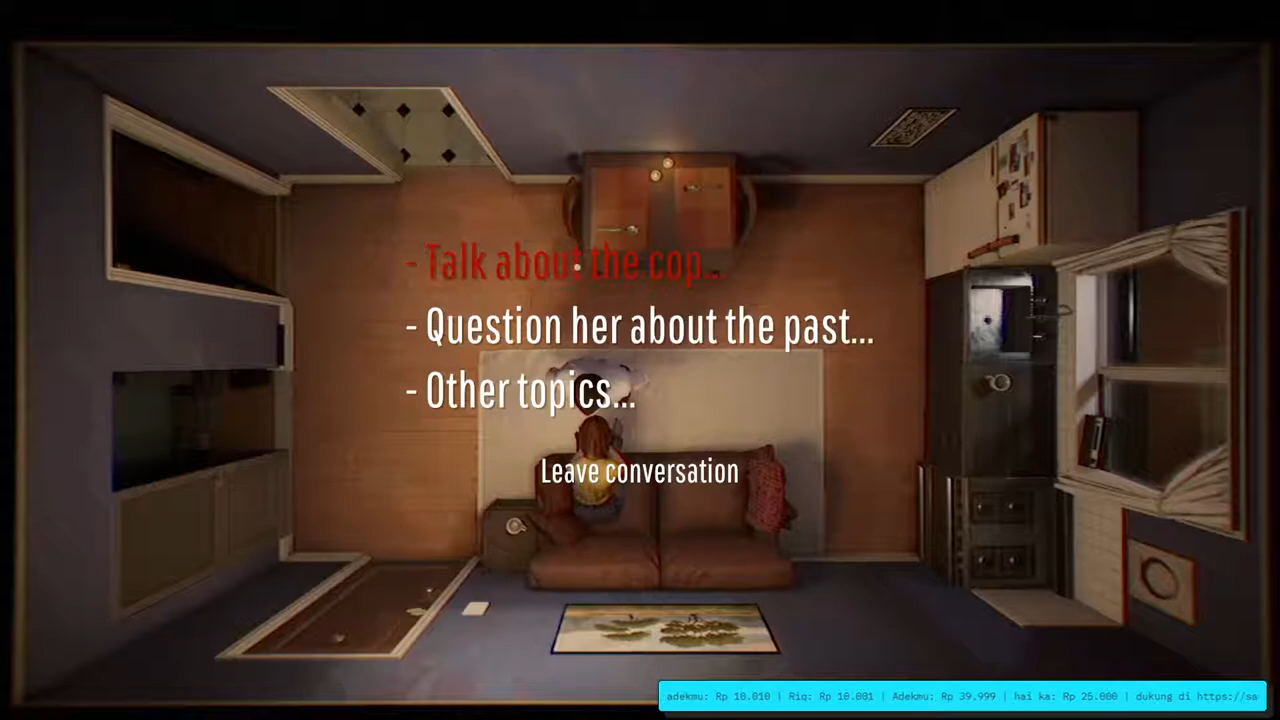 - Talk about the cop...
- Question her about the past...
- Other topics...
Leave conversation
adekmu: Rp 10.010 | Riq: Rp 10.001 | Adekmu: Rp 39.999 | hai ka: Rp 25.000 | dukung di https://sa